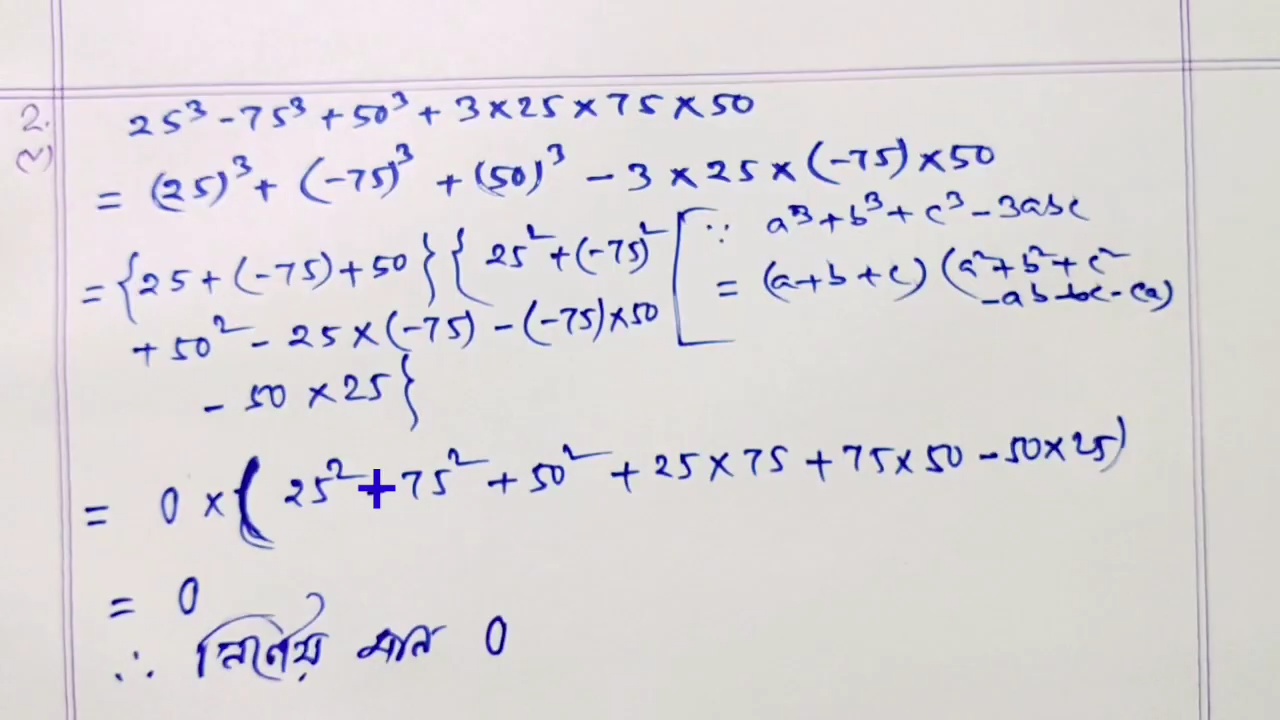 2.
25³ - 75³ + 50³ + 3 × 25 × 75 × 50
= (25)³ + (-75)³ + (50)³ - 3 × 25 × (-75) × 50
= {25 + (-75) + 50} {25² + (-75)²
+ 50² - 25 × (-75) - (-75) × 50
- 50 × 25}
[∵ a³ + b³ + c³ - 3abc
= (a + b + c) (a² + b² + c²
- ab - bc - ca)
= 0 × (25² + 75² + 50² + 25 × 75 + 75 × 50 - 50 × 25)
= 0
∴ নির্ণেয় মান 0